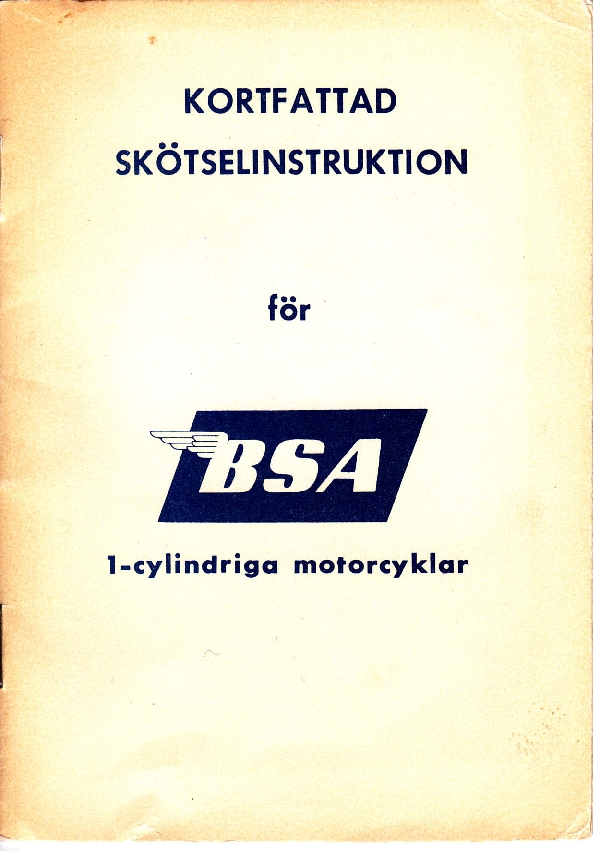 KORTFATTAD
SKÖTSELINSTRUKTION
för
BSA
1-cylindriga motorcyklar